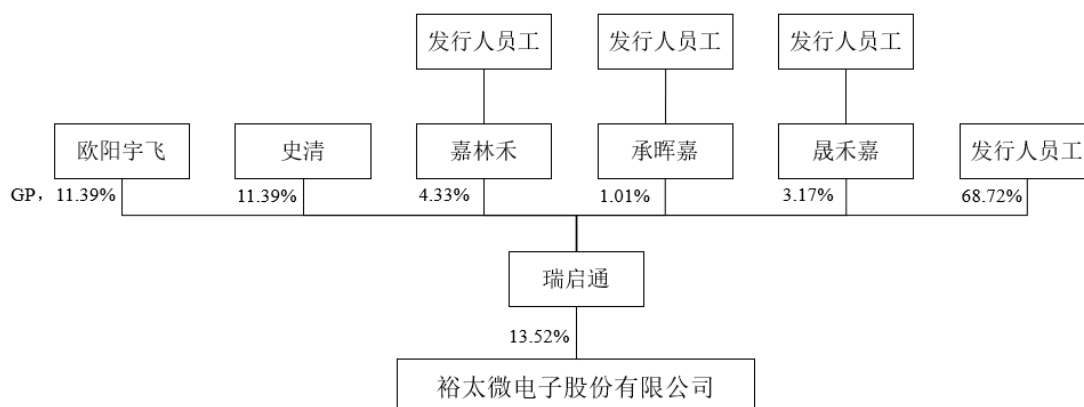 发行人员工 发行人员工 发行人员工
欧阳宇飞 史清 嘉林禾 承晖嘉 晟禾嘉 发行人员工
GP，11.39% 11.39% 4.33% 1.01% 3.17% 68.72%
瑞启通
13.52%
裕太微电子股份有限公司